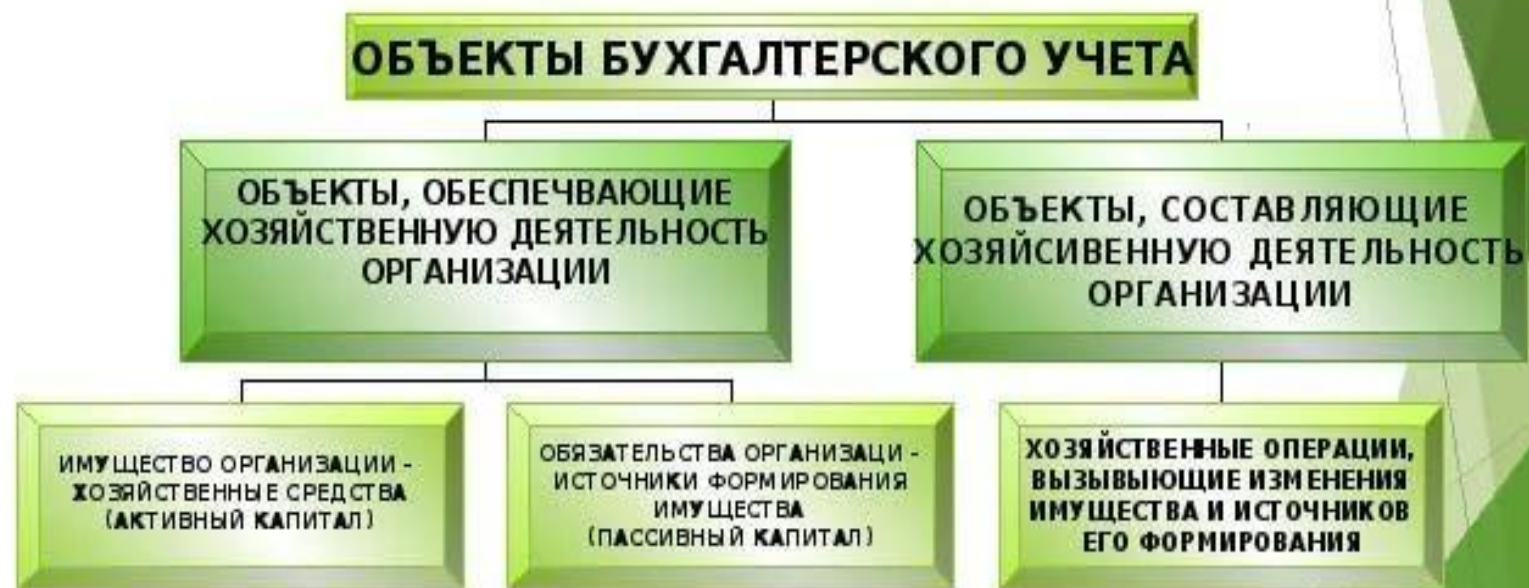 ОБЪЕКТЫ БУХГАЛТЕРСКОГО УЧЕТА
ОБЪЕКТЫ, ОБЕСПЕЧВАЮЩИЕ
ХОЗЯЙСТВЕННУЮ ДЕЯТЕЛЬНОСТЬ
ОРГАНИЗАЦИИ
ОБЪЕКТЫ, СОСТАВЛЯЮЩИЕ
ХОЗЯЙСИВЕННУЮ ДЕЯТЕЛЬНОСТЬ
ОРГАНИЗАЦИИ
ИМУЩЕСТВО ОРГАНИЗАЦИИ -
ХОЗЯЙСТВЕННЫЕ СРЕДСТВА
(АКТИВНЫЙ КАПИТАЛ)
ОБЯЗАТЕЛЬСТВА ОРГАНИЗАЦИ -
ИСТОЧНИКИ ФОРМИРОВАНИЯ
ИМУЩЕСТВА
(ПАССИВНЫЙ КАПИТАЛ)
ХОЗЯЙСТВЕННЫЕ ОПЕРАЦИИ,
ВЫЗЫВЫЮЩИЕ ИЗМЕНЕНИЯ
ИМУЩЕСТВА И ИСТОЧНИКОВ
ЕГО ФОРМИРОВАНИЯ